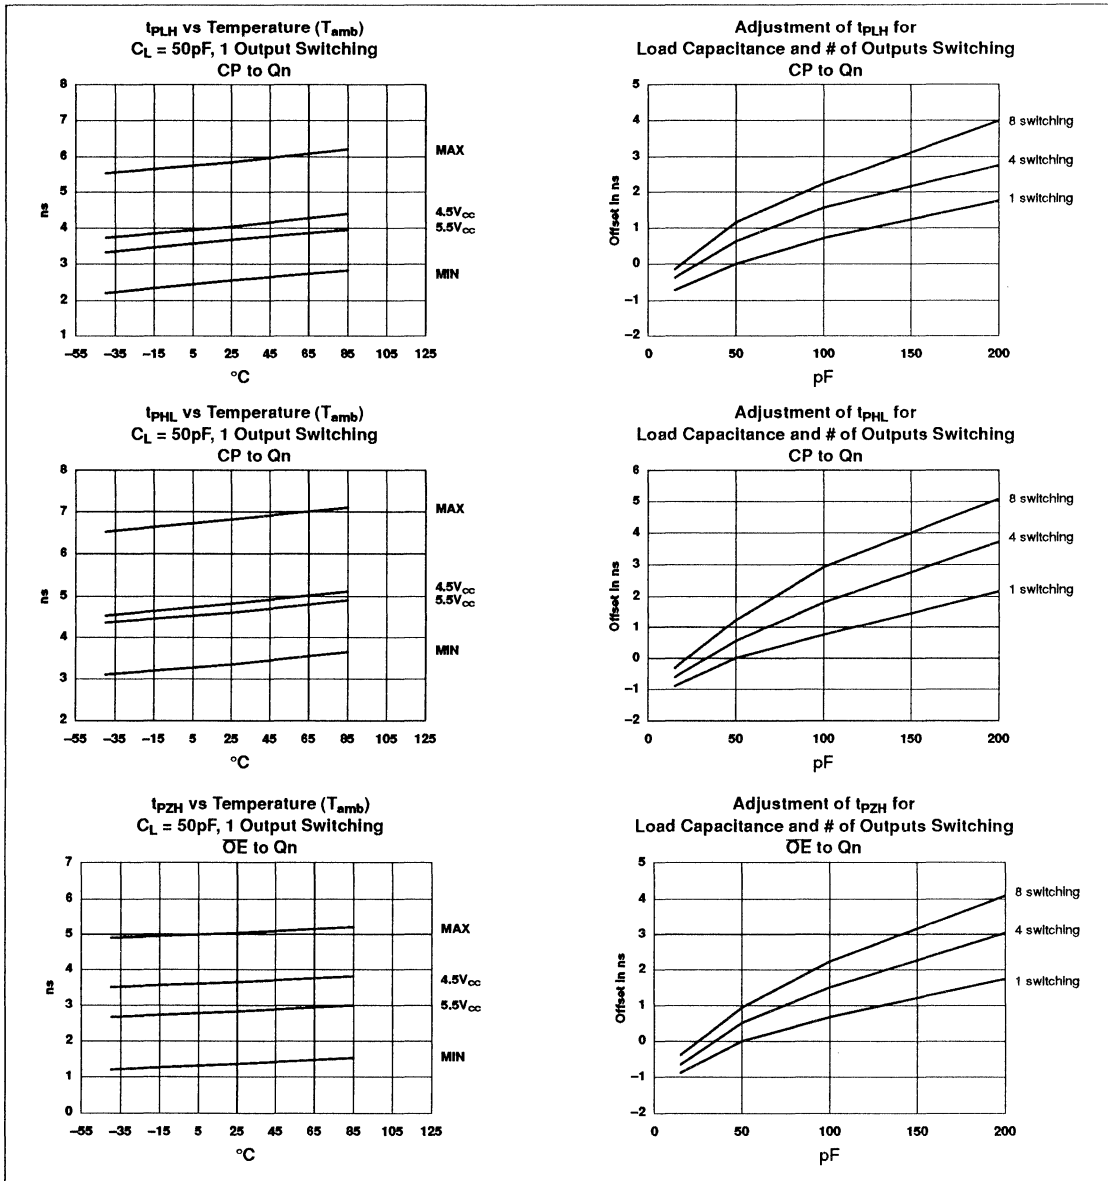 tPLH vs Temperature (Tamb)
CL = 50pF, 1 Output Switching
CP to Qn
8
7
6
5
4
3
2
1
ns
MAX
4.5Vcc
5.5Vcc
MIN
–55 –35 –15 5 25 45 65 85 105 125
°C
Adjustment of tPLH for
Load Capacitance and # of Outputs Switching
CP to Qn
5
4
3
2
1
0
–1
–2
Offset in ns
8 switching
4 switching
1 switching
0 50 100 150 200
pF
tPHL vs Temperature (Tamb)
CL = 50pF, 1 Output Switching
CP to Qn
8
7
6
5
4
3
2
ns
MAX
4.5Vcc
5.5Vcc
MIN
–55 –35 –15 5 25 45 65 85 105 125
°C
Adjustment of tPHL for
Load Capacitance and # of Outputs Switching
CP to Qn
6
5
4
3
2
1
0
–1
–2
Offset in ns
8 switching
4 switching
1 switching
0 50 100 150 200
pF
tPZH vs Temperature (Tamb)
CL = 50pF, 1 Output Switching
O̅E̅ to Qn
7
6
5
4
3
2
1
0
ns
MAX
4.5Vcc
5.5Vcc
MIN
–55 –35 –15 5 25 45 65 85 105 125
°C
Adjustment of tPZH for
Load Capacitance and # of Outputs Switching
O̅E̅ to Qn
5
4
3
2
1
0
–1
–2
Offset in ns
8 switching
4 switching
1 switching
0 50 100 150 200
pF